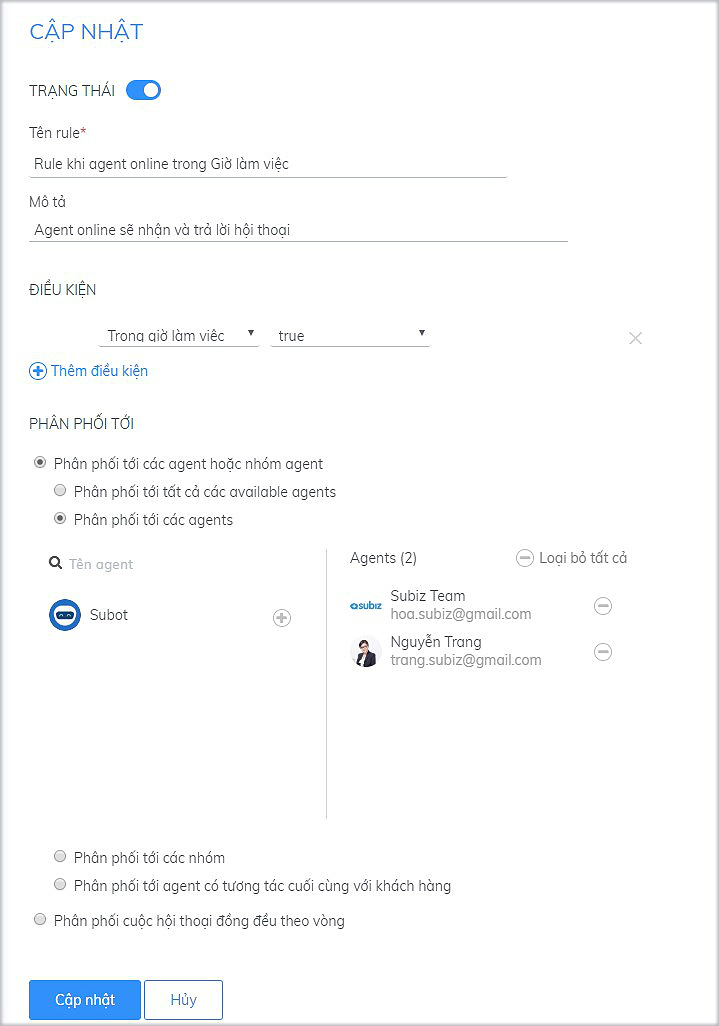 CẬP NHẬT
TRẠNG THÁI
Tên rule*
Rule khi agent online trong Giờ làm việc
Mô tả
Agent online sẽ nhận và trả lời hội thoại
ĐIỀU KIỆN
Trong giờ làm việc true
Thêm điều kiện
PHÂN PHỐI TỚI
Phân phối tới các agent hoặc nhóm agent
Phân phối tới tất cả các available agents
Phân phối tới các agents
Tên agent
Subot
Agents (2) Loại bỏ tất cả
subiz
Subiz Team
hoa.subiz@gmail.com
Nguyễn Trang
trang.subiz@gmail.com
Phân phối tới các nhóm
Phân phối tới agent có tương tác cuối cùng với khách hàng
Phân phối cuộc hội thoại đồng đều theo vòng
Cập nhật Hủy